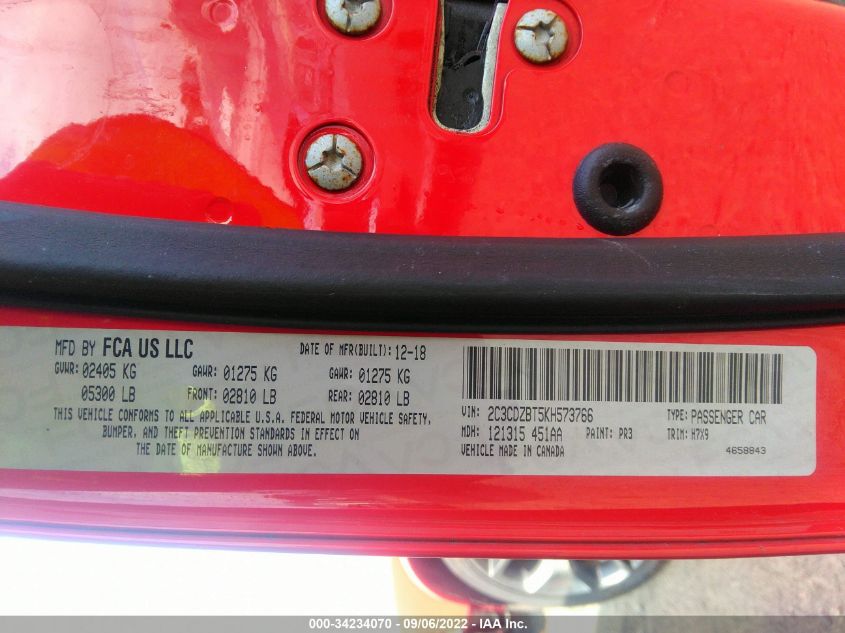 MFD BY FCA US LLC
DATE OF MFR(BUILT): 12-18
GVWR: 02405 KG GAWR: 01275 KG GAWR: 01275 KG
05300 LB FRONT: 02810 LB REAR: 02810 LB
THIS VEHICLE CONFORMS TO ALL APPLICABLE U.S.A. FEDERAL MOTOR VEHICLE SAFETY,
BUMPER, AND THEFT PREVENTION STANDARDS IN EFFECT ON
THE DATE OF MANUFACTURE SHOWN ABOVE.
VIN: 2C3CDZBT5KH573766 TYPE: PASSENGER CAR
MDH: 121315 451AA PAINT: PR3 TRIM: H7X9
VEHICLE MADE IN CANADA 4658843
000-34234070 - 09/06/2022 - IAA Inc.